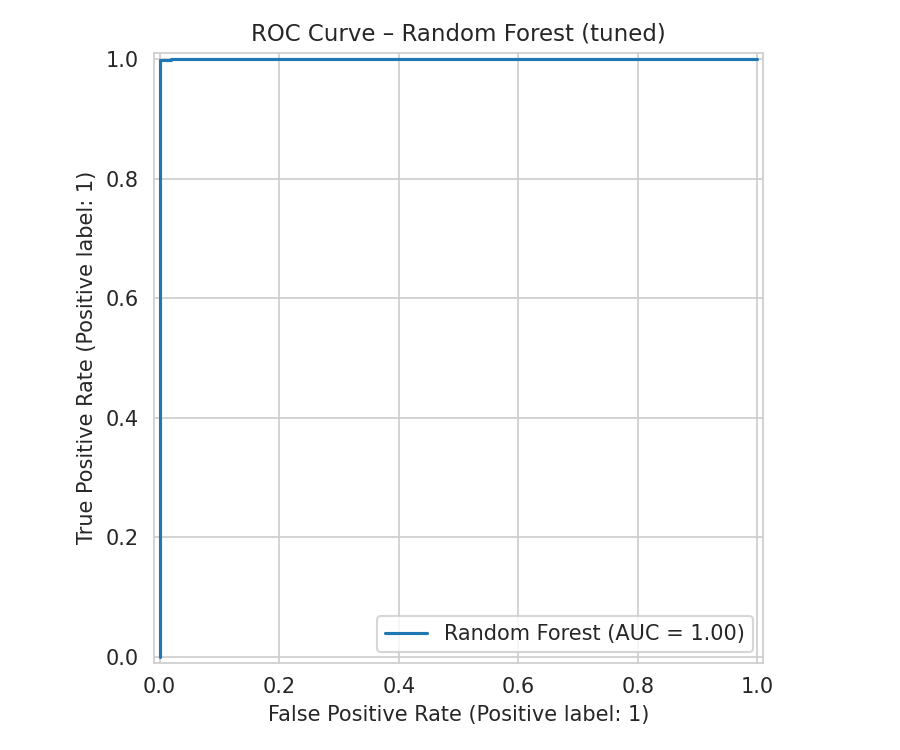 ROC Curve – Random Forest (tuned)
True Positive Rate (Positive label: 1)
1.0
0.8
0.6
0.4
0.2
0.0
Random Forest (AUC = 1.00)
0.0 0.2 0.4 0.6 0.8 1.0
False Positive Rate (Positive label: 1)